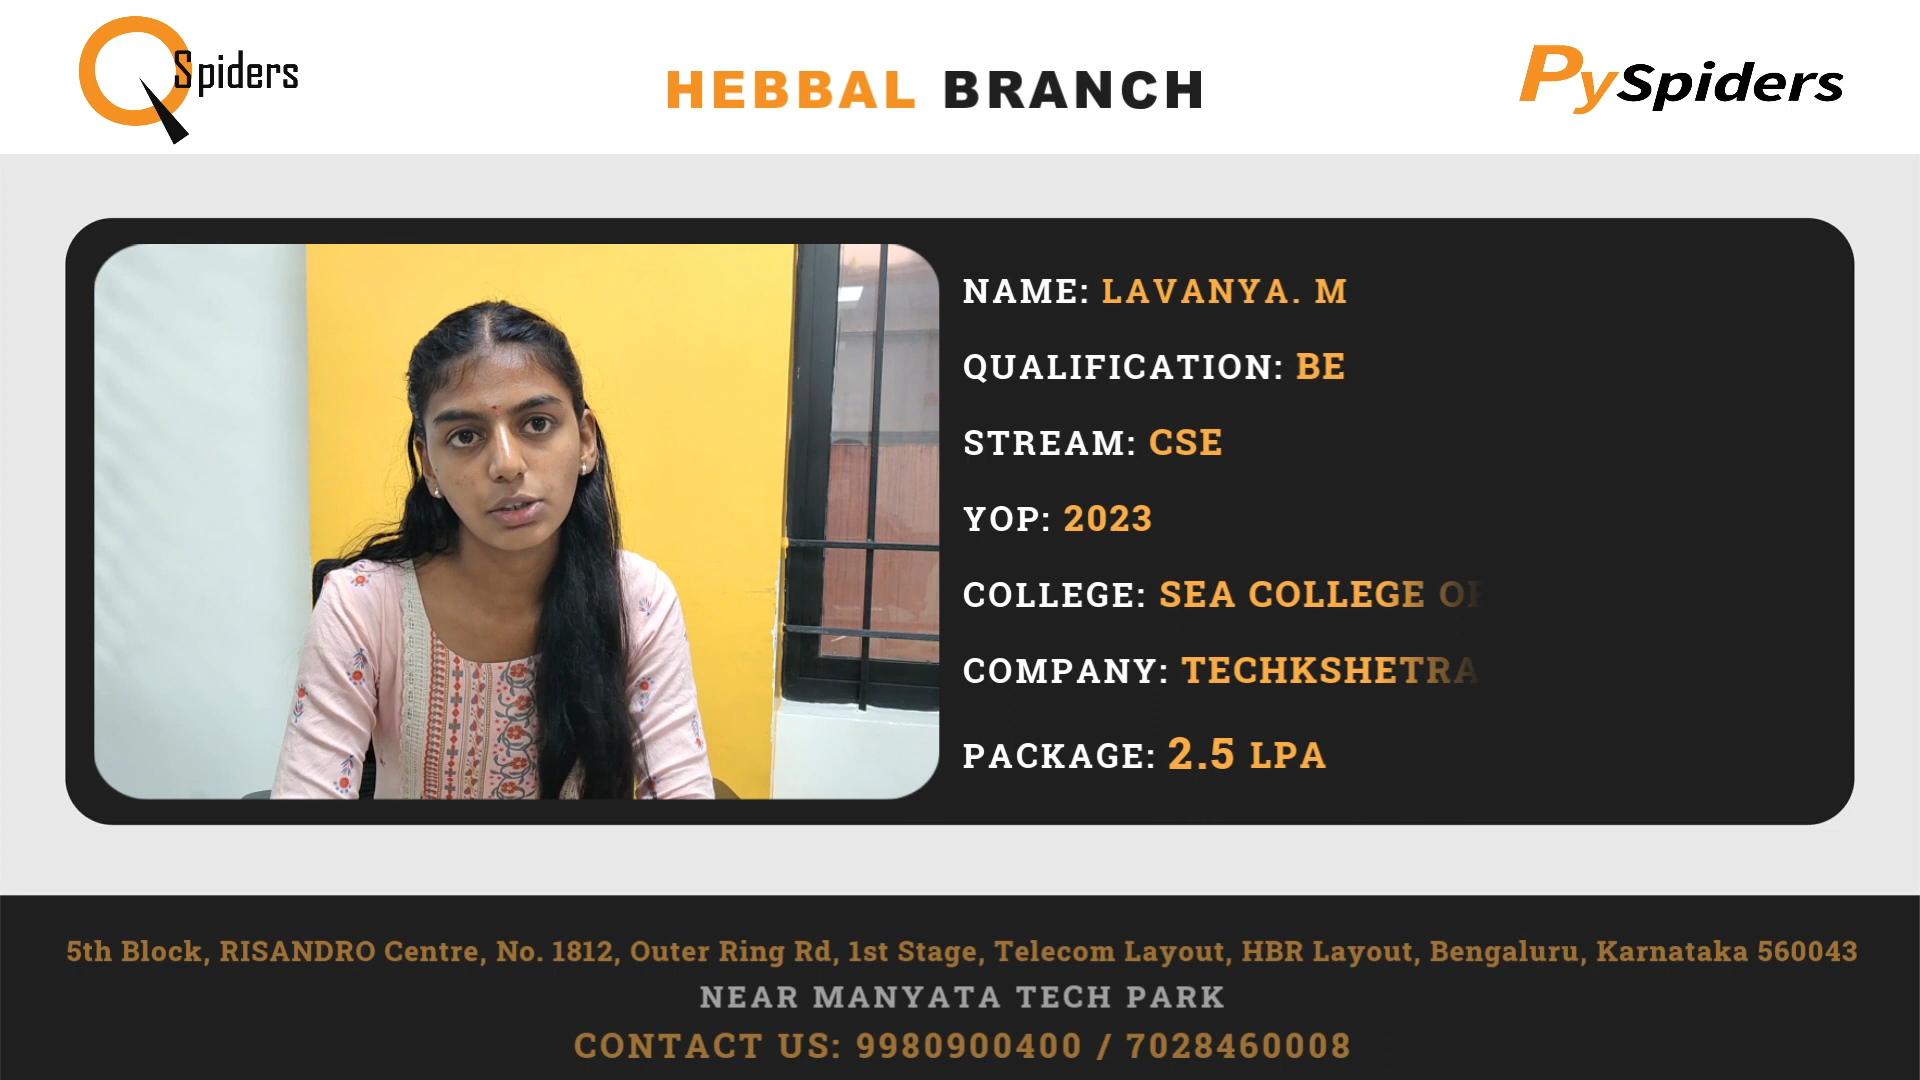 QSpiders
HEBBAL BRANCH
PySpiders
NAME: LAVANYA. M
QUALIFICATION: BE
STREAM: CSE
YOP: 2023
COLLEGE: SEA COLLEGE OF
COMPANY: TECHKSHETRA
PACKAGE: 2.5 LPA
5th Block, RISANDRO Centre, No. 1812, Outer Ring Rd, 1st Stage, Telecom Layout, HBR Layout, Bengaluru, Karnataka 560043
NEAR MANYATA TECH PARK
CONTACT US: 9980900400 / 7028460008